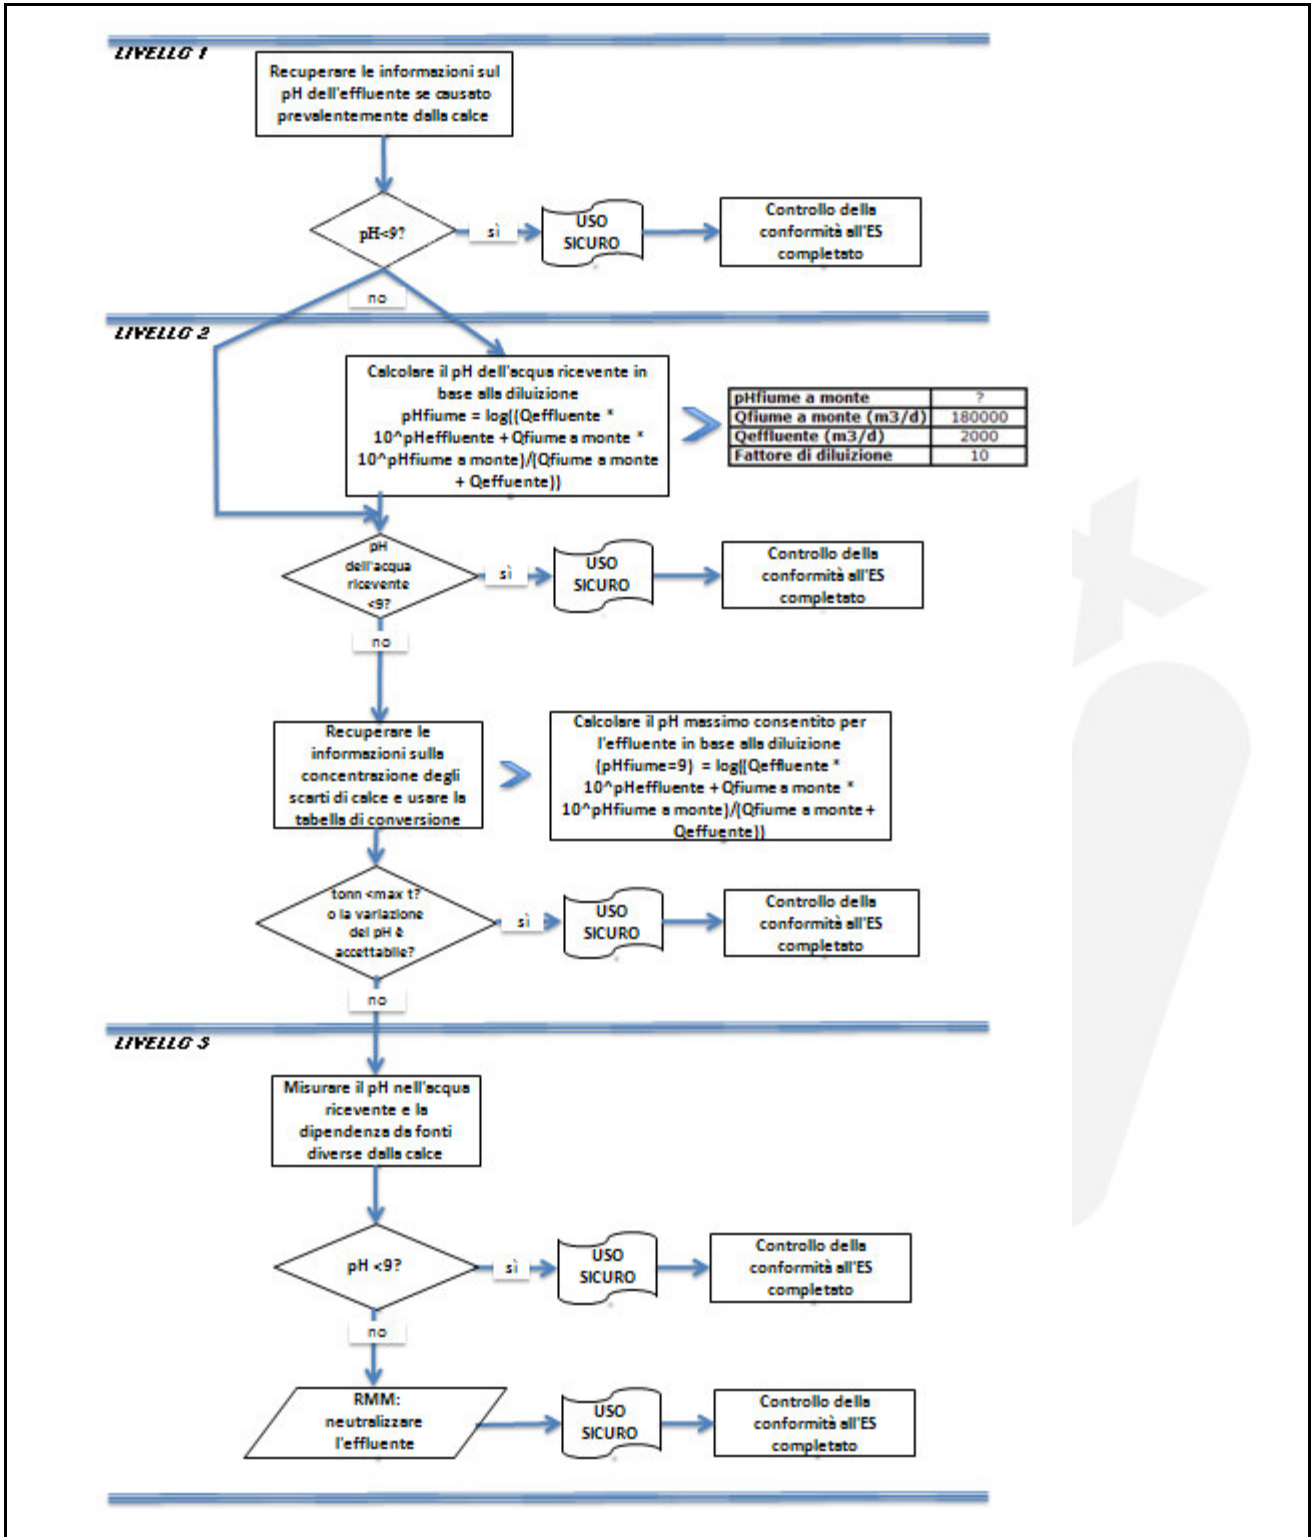 LIVELLO 1
Recuperare le informazioni sul
pH dell'effluente se causato
prevalentemente dalla calce
pH<9?
sì
USO
SICURO
Controllo della
conformità all'ES
completato
no
LIVELLO 2
Calcolare il pH dell'acqua ricevente in
base alla diluizione
pHfiume = log((Qeffluente *
10^pHeffluente + Qfiume a monte *
10^pHfiume a monte)/(Qfiume a monte
+ Qeffuente))
pHfiume a monte ?
Qfiume a monte (m3/d) 180000
Qeffluente (m3/d) 2000
Fattore di diluizione 10
pH
dell'acqua
ricevente
<9?
sì
USO
SICURO
Controllo della
conformità all'ES
completato
no
Recuperare le
informazioni sulla
concentrazione degli
scarti di calce e usare la
tabella di conversione
Calcolare il pH massimo consentito per
l'effluente in base alla diluizione
(pHfiume=9) = log((Qeffluente *
10^pHeffluente + Qfiume a monte *
10^pHfiume a monte)/(Qfiume a monte +
Qeffuente))
tonn <max t?
o la variazione
del pH è
accettabile?
sì
USO
SICURO
Controllo della
conformità all'ES
completato
no
LIVELLO 3
Misurare il pH nell'acqua
ricevente e la
dipendenza da fonti
diverse dalla calce
pH <9?
sì
USO
SICURO
Controllo della
conformità all'ES
completato
no
RMM:
neutralizzare
l'effluente
USO
SICURO
Controllo della
conformità all'ES
completato